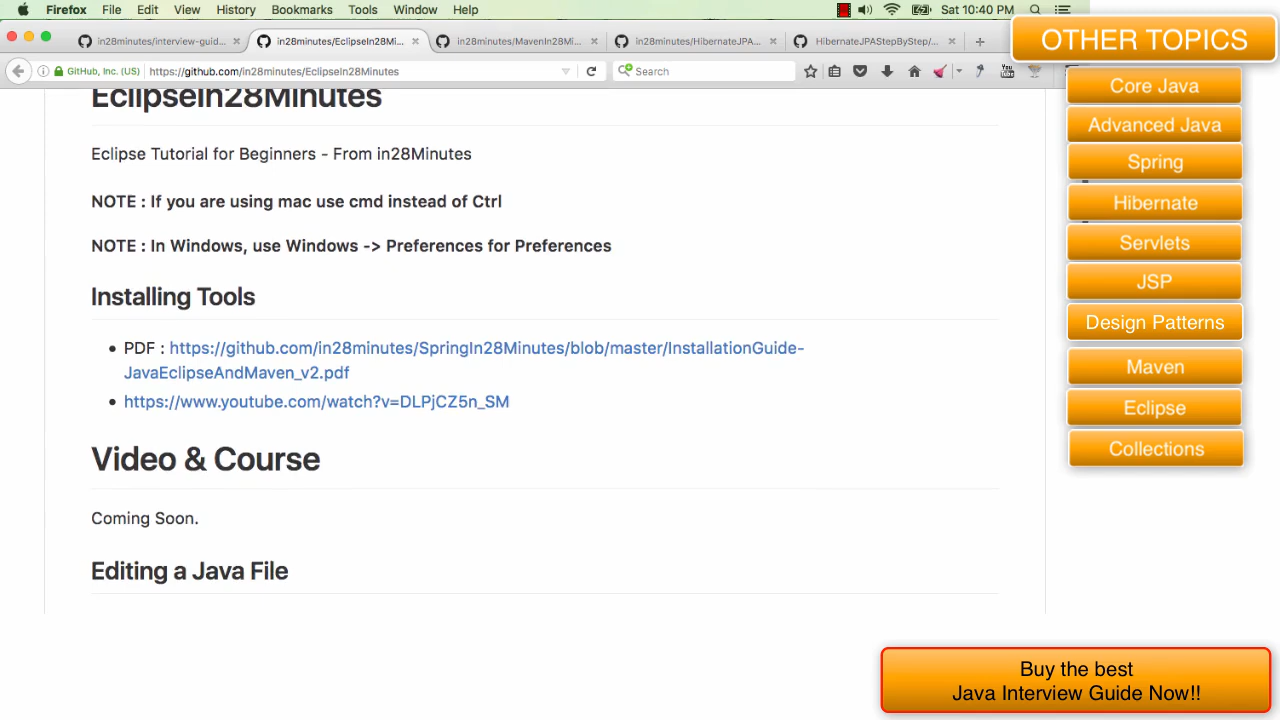 Firefox File Edit View History Bookmarks Tools Window Help Sat 10:40 PM
in28minutes/interview-guid... in28minutes/EclipseIn28Mi... in28minutes/MavenIn28Mi... in28minutes/HibernateJPA... HibernateJPAStepByStep/...
GitHub, Inc. (US) https://github.com/in28minutes/EclipseIn28Minutes Search
EclipseIn28Minutes
Eclipse Tutorial for Beginners - From in28Minutes
NOTE : If you are using mac use cmd instead of Ctrl
NOTE : In Windows, use Windows -> Preferences for Preferences
Installing Tools
PDF : https://github.com/in28minutes/SpringIn28Minutes/blob/master/InstallationGuide-
JavaEclipseAndMaven_v2.pdf
https://www.youtube.com/watch?v=DLPjCZ5n_SM
Video & Course
Coming Soon.
Editing a Java File
OTHER TOPICS
Core Java
Advanced Java
Spring
Hibernate
Servlets
JSP
Design Patterns
Maven
Eclipse
Collections
Buy the best
Java Interview Guide Now!!